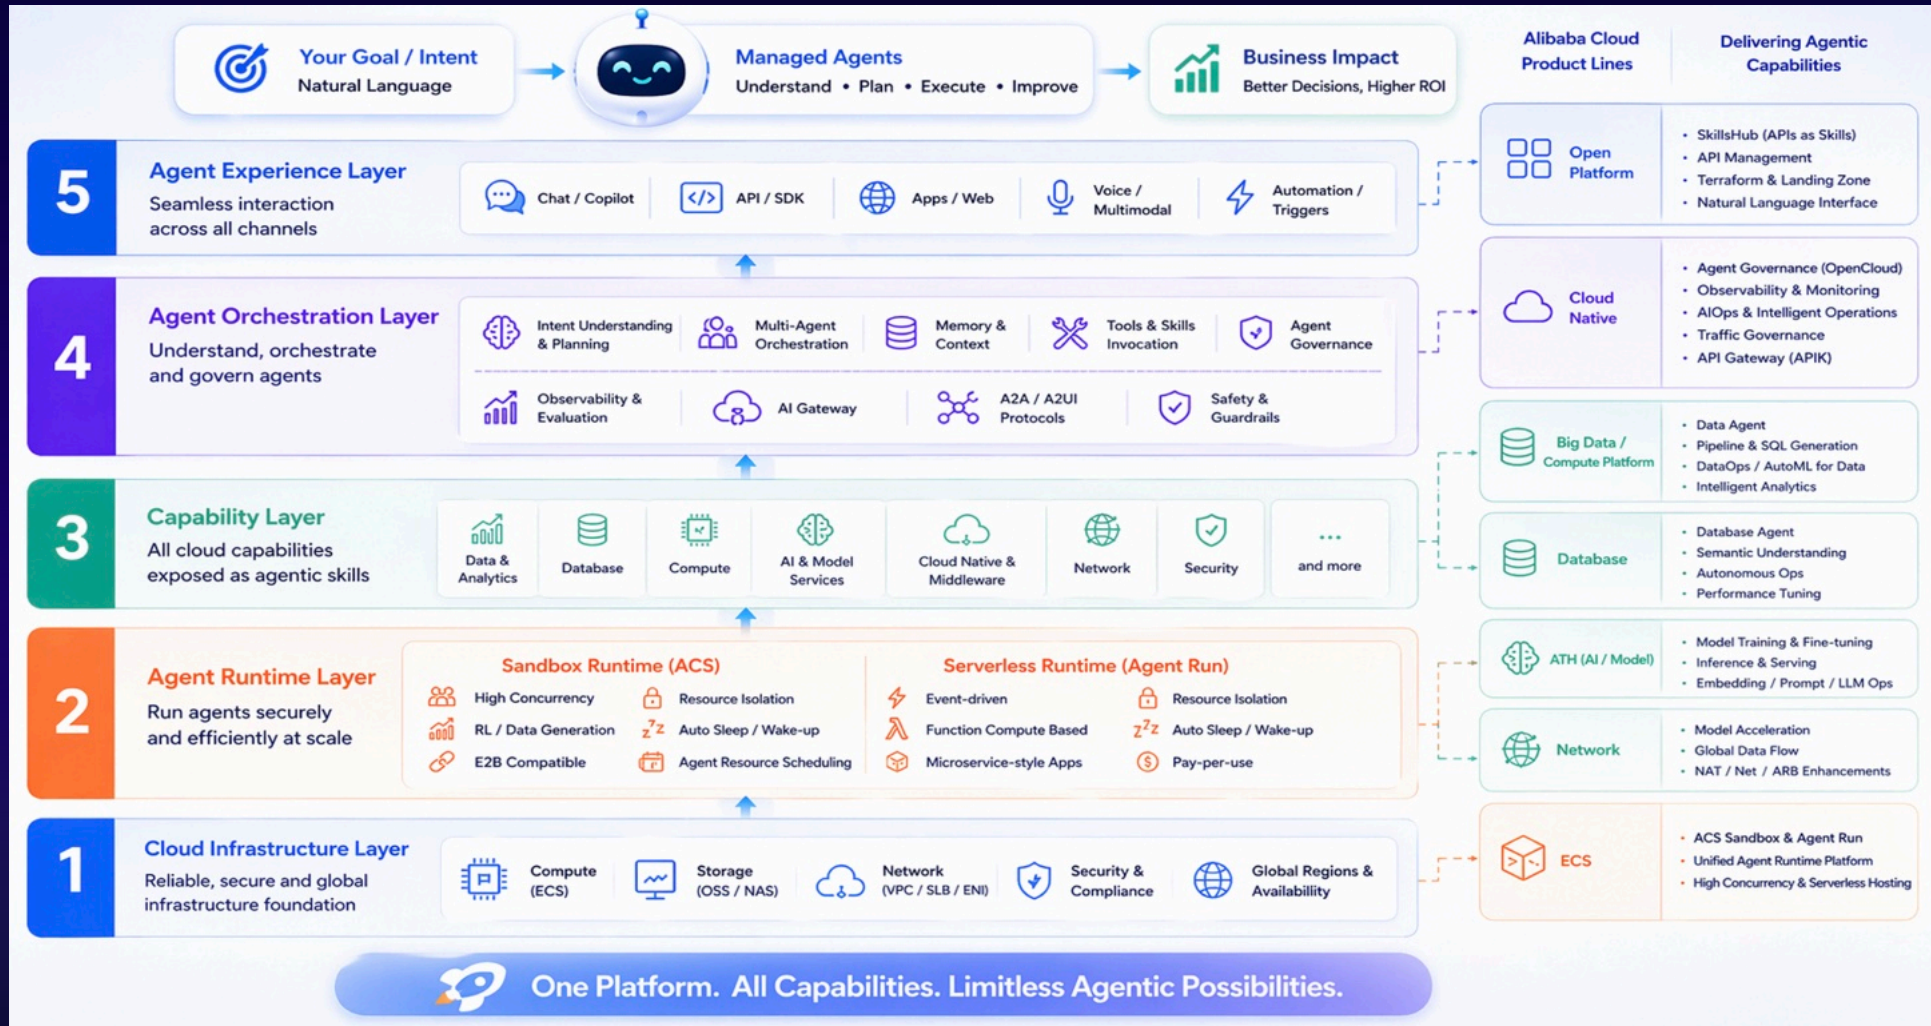 Your Goal / Intent
Natural Language
Managed Agents
Understand • Plan • Execute • Improve
Business Impact
Better Decisions, Higher ROI
Alibaba Cloud
Product Lines
Delivering Agentic
Capabilities
5
Agent Experience Layer
Seamless interaction
across all channels
Chat / Copilot
</>
API / SDK
Apps / Web
Voice /
Multimodal
Automation /
Triggers
Open
Platform
• SkillsHub (APIs as Skills)
• API Management
• Terraform & Landing Zone
• Natural Language Interface
4
Agent Orchestration Layer
Understand, orchestrate
and govern agents
Intent Understanding
& Planning
Multi-Agent
Orchestration
Memory &
Context
Tools & Skills
Invocation
Agent
Governance
Observability &
Evaluation
AI Gateway
A2A / A2UI
Protocols
Safety &
Guardrails
Cloud
Native
• Agent Governance (OpenCloud)
• Observability & Monitoring
• AIOps & Intelligent Operations
• Traffic Governance
• API Gateway (APIK)
3
Capability Layer
All cloud capabilities
exposed as agentic skills
Data &
Analytics
Database
Compute
AI & Model
Services
Cloud Native &
Middleware
Network
Security
...
and more
Big Data /
Compute Platform
• Data Agent
• Pipeline & SQL Generation
• DataOps / AutoML for Data
• Intelligent Analytics
Database
• Database Agent
• Semantic Understanding
• Autonomous Ops
• Performance Tuning
2
Agent Runtime Layer
Run agents securely
and efficiently at scale
Sandbox Runtime (ACS)
High Concurrency
Resource Isolation
RL / Data Generation
zzZ
Auto Sleep / Wake-up
E2B Compatible
Agent Resource Scheduling
Serverless Runtime (Agent Run)
Event-driven
Resource Isolation
λ
Function Compute Based
zzZ
Auto Sleep / Wake-up
Microservice-style Apps
$
Pay-per-use
ATH (AI / Model)
• Model Training & Fine-tuning
• Inference & Serving
• Embedding / Prompt / LLM Ops
Network
• Model Acceleration
• Global Data Flow
• NAT / Net / ARB Enhancements
1
Cloud Infrastructure Layer
Reliable, secure and global
infrastructure foundation
Compute
(ECS)
Storage
(OSS / NAS)
Network
(VPC / SLB / ENI)
Security &
Compliance
Global Regions &
Availability
ECS
• ACS Sandbox & Agent Run
• Unified Agent Runtime Platform
• High Concurrency & Serverless Hosting
One Platform. All Capabilities. Limitless Agentic Possibilities.